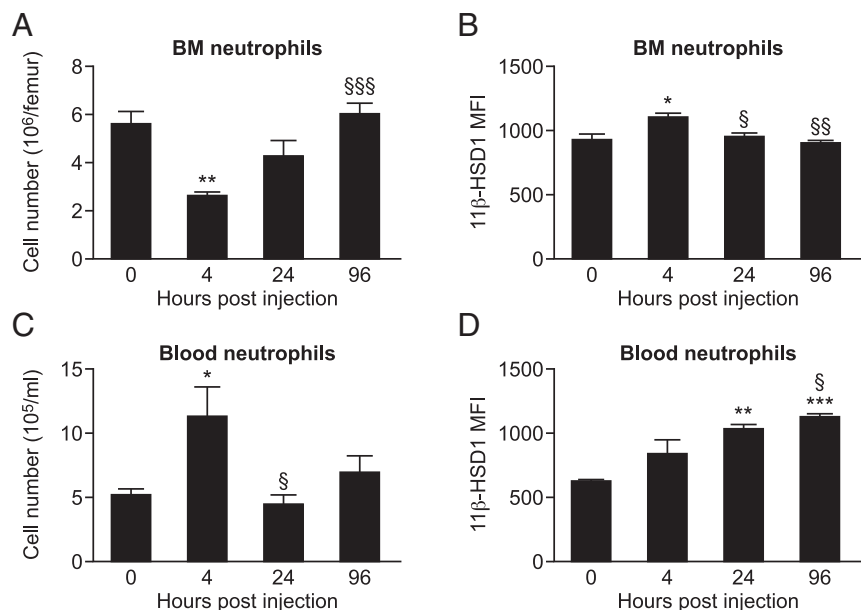 A
BM neutrophils
Cell number (10⁶/femur)
8
6
4
2
0
**
§§§
0 4 24 96
Hours post injection
B
BM neutrophils
11β-HSD1 MFI
1500
1000
500
0
*
§
§§
0 4 24 96
Hours post injection
C
Blood neutrophils
Cell number (10⁵/ml)
15
10
5
0
*
§
0 4 24 96
Hours post injection
D
Blood neutrophils
11β-HSD1 MFI
1500
1000
500
0
**
§
***
0 4 24 96
Hours post injection